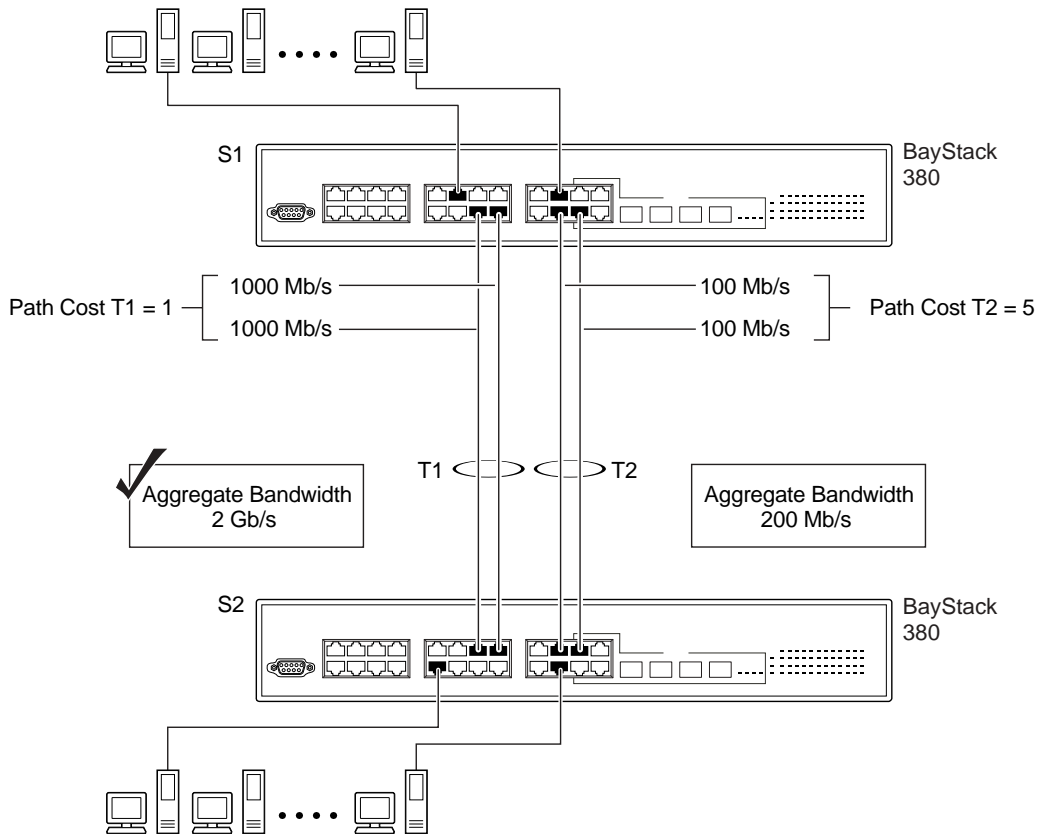 S1
BayStack
380
1000 Mb/s
100 Mb/s
Path Cost T1 = 1
Path Cost T2 = 5
1000 Mb/s
100 Mb/s
T1
T2
Aggregate Bandwidth
2 Gb/s
Aggregate Bandwidth
200 Mb/s
S2
BayStack
380